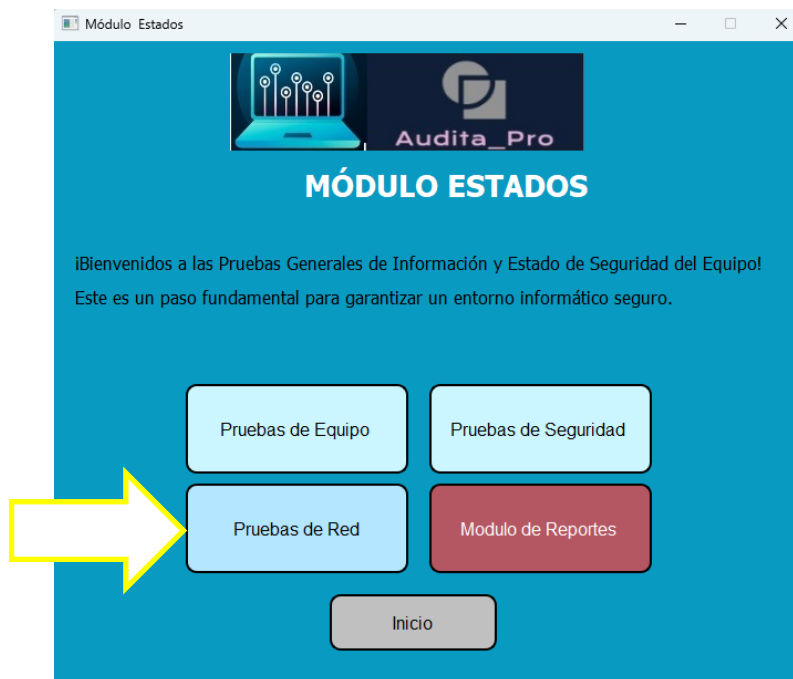 Módulo Estados
Audita_Pro
MÓDULO ESTADOS
¡Bienvenidos a las Pruebas Generales de Información y Estado de Seguridad del Equipo!
Este es un paso fundamental para garantizar un entorno informático seguro.
Pruebas de Equipo
Pruebas de Seguridad
Pruebas de Red
Modulo de Reportes
Inicio